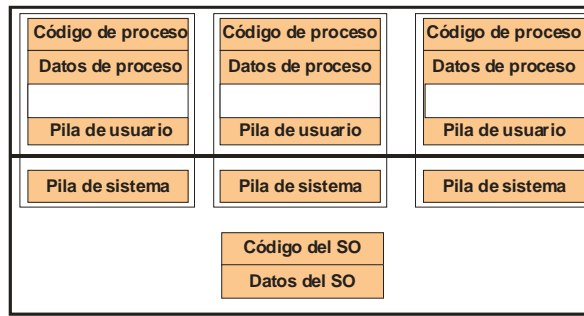 Código de proceso
Datos de proceso
Pila de usuario
Pila de sistema
Código de proceso
Datos de proceso
Pila de usuario
Pila de sistema
Código de proceso
Datos de proceso
Pila de usuario
Pila de sistema
Código del SO
Datos del SO